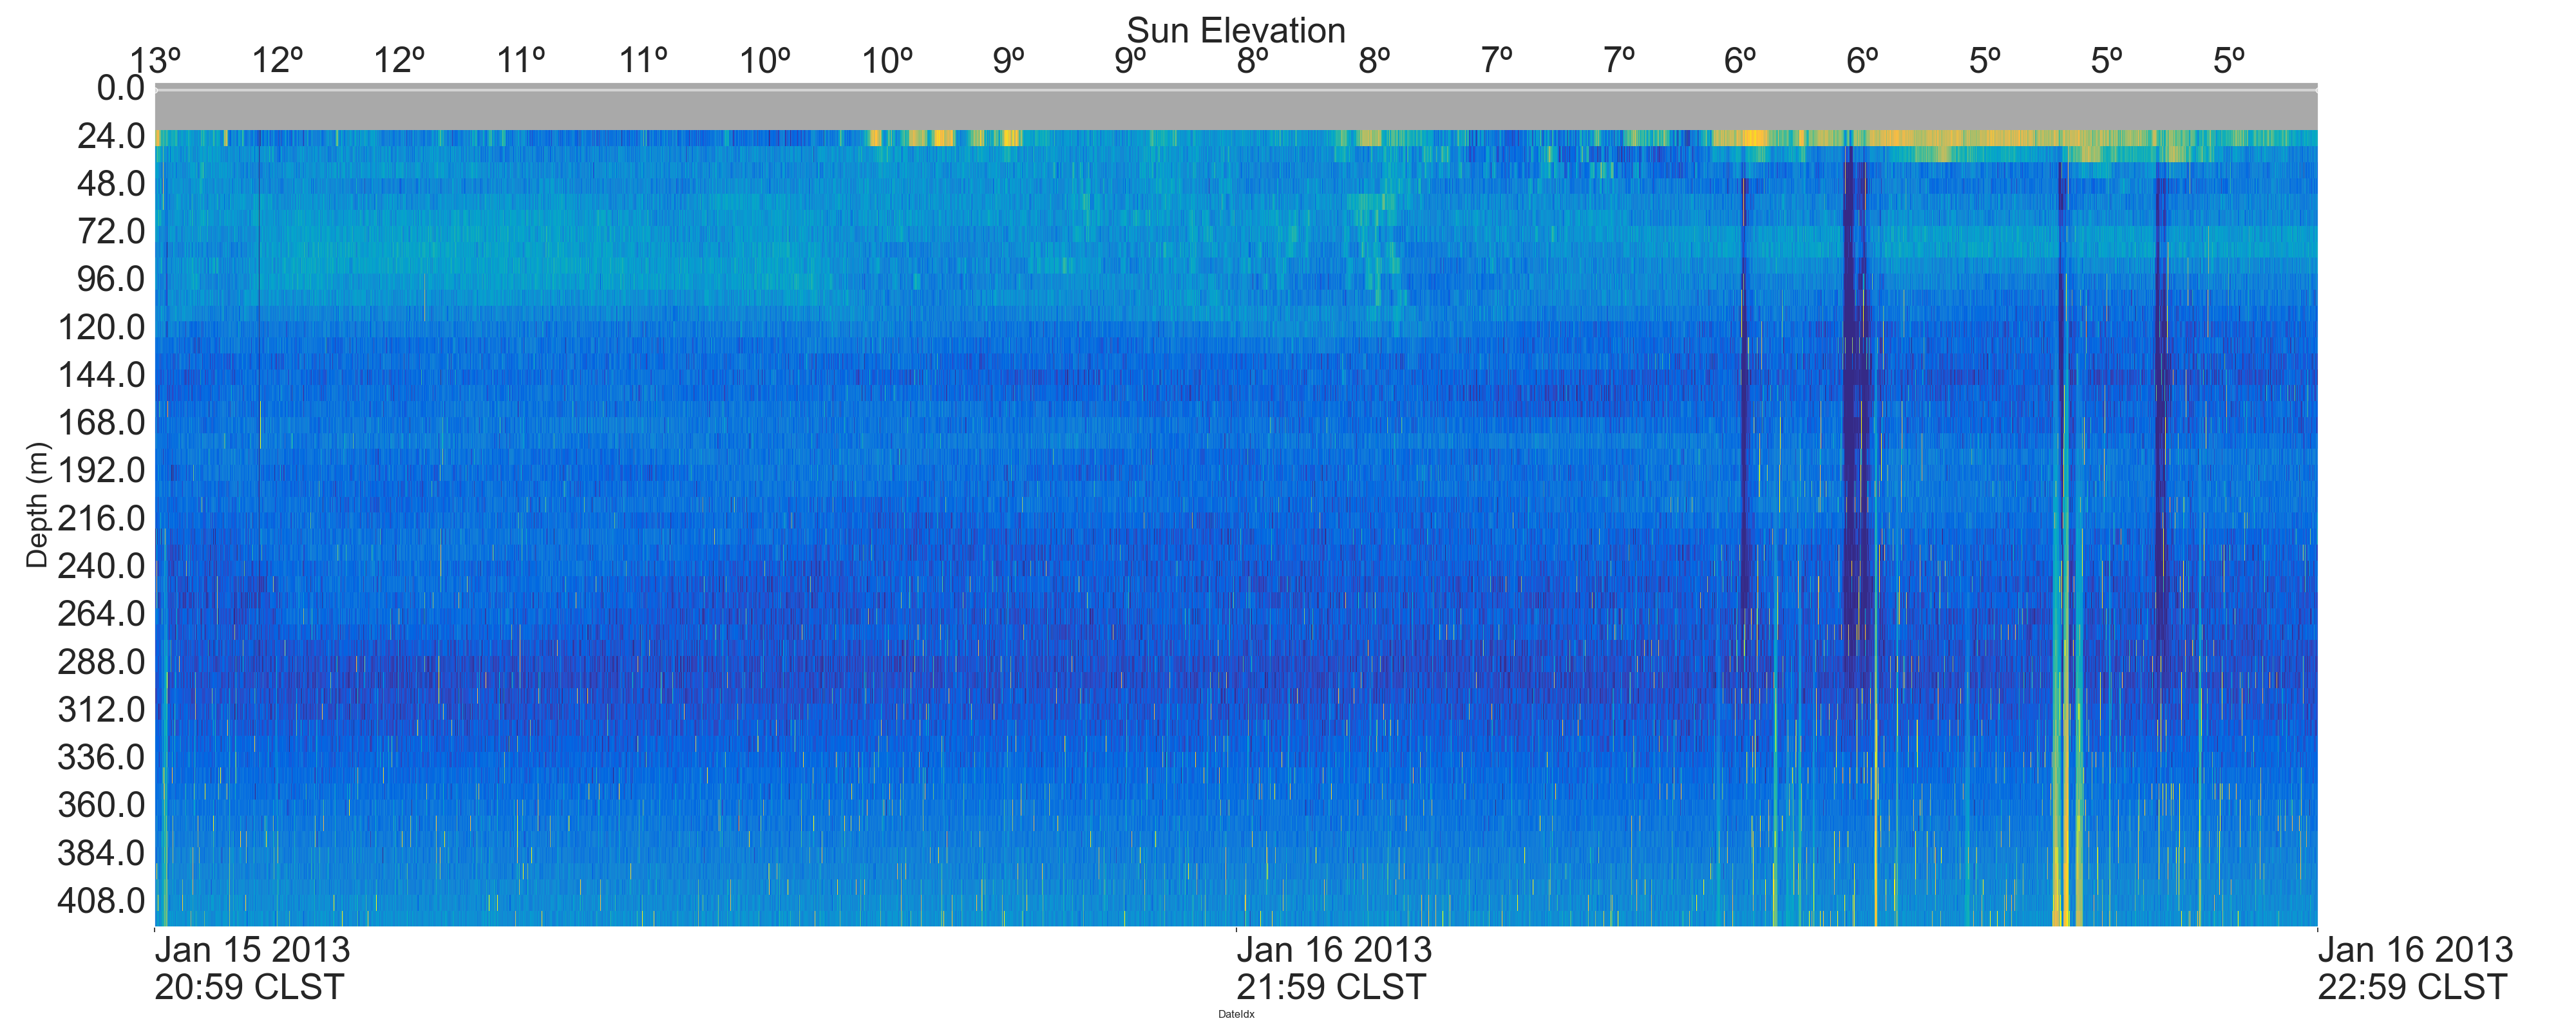 Sun Elevation
13º 12º 12º 11º 11º 10º 10º 9º 9º 8º 8º 7º 7º 6º 6º 5º 5º 5º
0.0
24.0
48.0
72.0
96.0
120.0
144.0
168.0
192.0
216.0
240.0
264.0
288.0
312.0
336.0
360.0
384.0
408.0
Depth (m)
Jan 15 2013
20:59 CLST
Jan 16 2013
21:59 CLST
Jan 16 2013
22:59 CLST
DateIdx